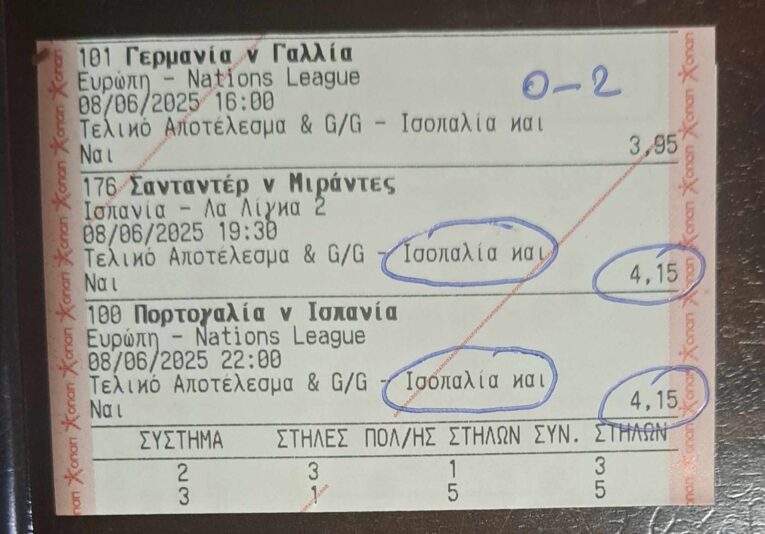 101 Γερμανία v Γαλλία
Ευρώπη - Nations League
0-2
08/06/2025 16:00
Τελικό Αποτέλεσμα & G/G - Ισοπαλία και
Ναι 3,95
176 Σανταντέρ v Μιράντες
Ισπανία - Λα Λίγκα 2
08/06/2025 19:30
Τελικό Αποτέλεσμα & G/G - Ισοπαλία και
Ναι 4,15
100 Πορτογαλία v Ισπανία
Ευρώπη - Nations League
08/06/2025 22:00
Τελικό Αποτέλεσμα & G/G - Ισοπαλία και
Ναι 4,15
ΣΥΣΤΗΜΑ ΣΤΗΛΕΣ ΠΟΛ/ΗΣ ΣΤΗΛΩΝ ΣΥΝ. ΣΤΗΛΩΝ
2 3 1 3
3 1 5 5